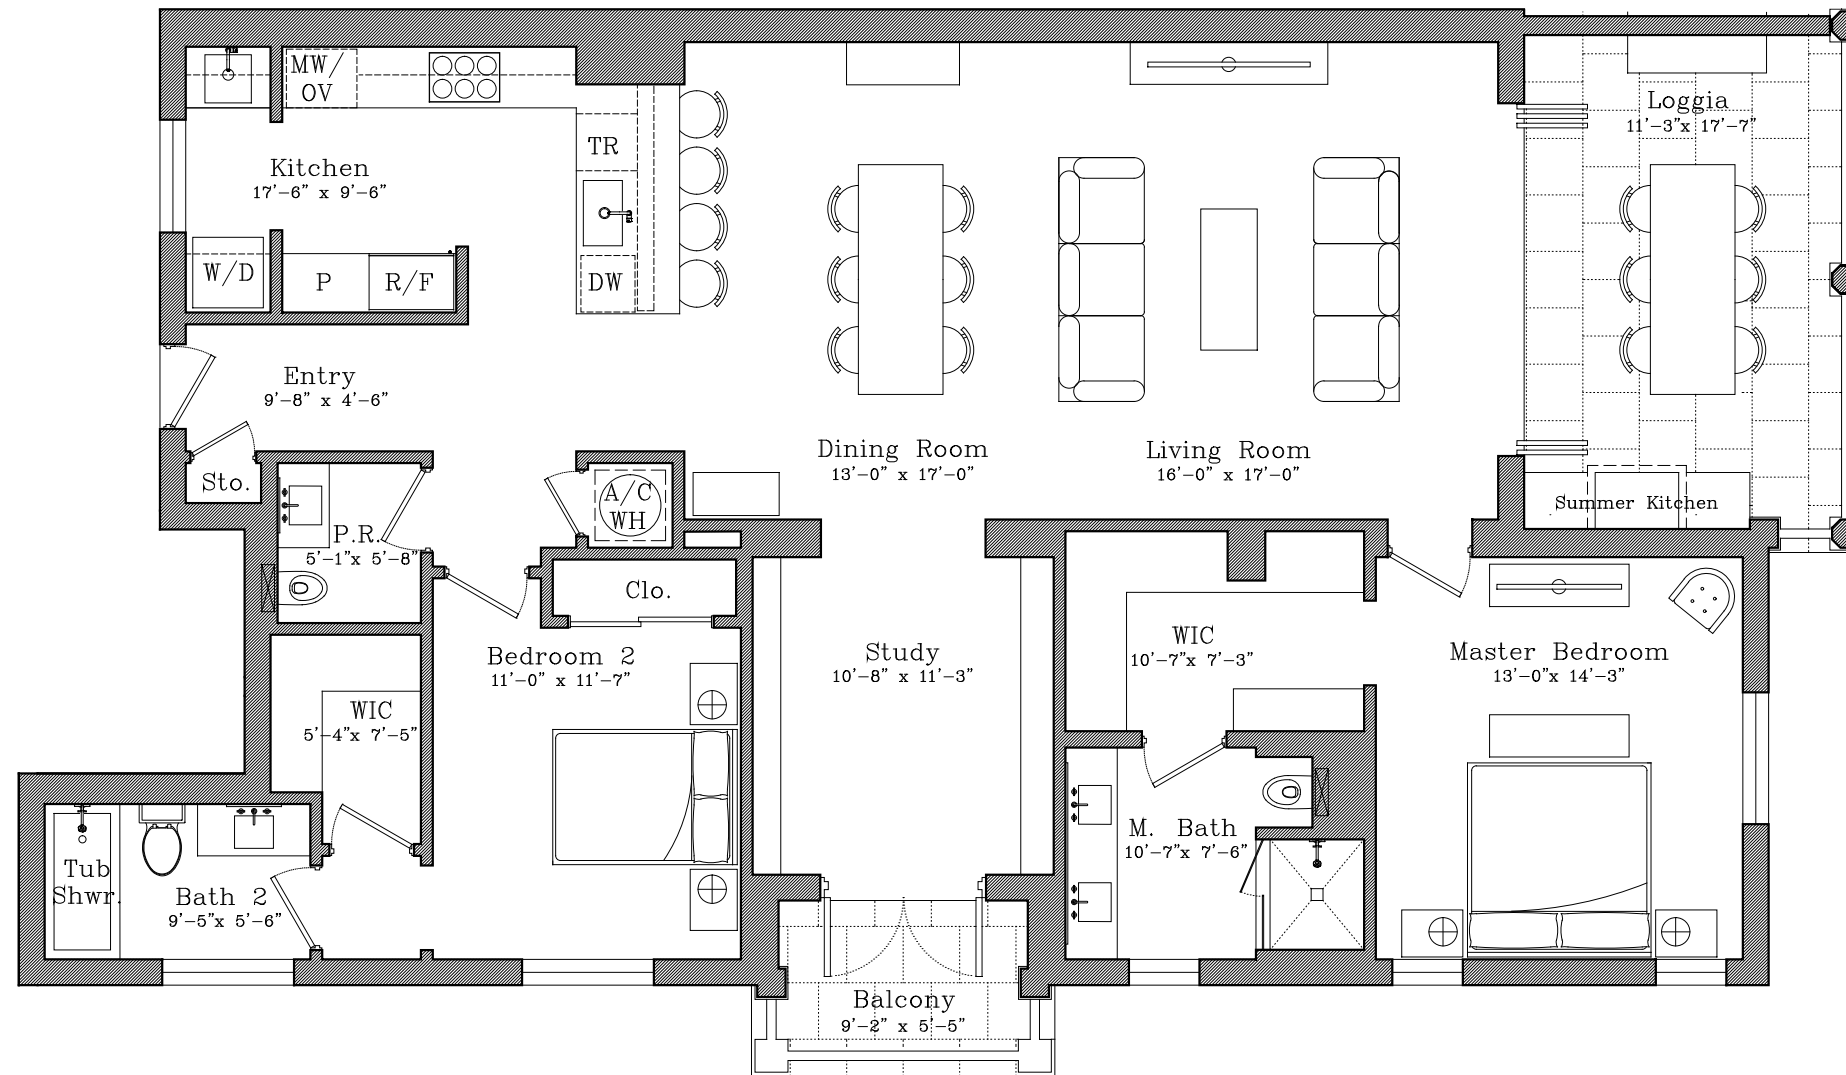 MW/
OV
Loggia
11'-3"x 17'-7"
TR
Kitchen
17'-6" x 9'-6"
W/D
P
R/F
DW
Entry
9'-8" x 4'-6"
Dining Room
13'-0" x 17'-0"
Living Room
16'-0" x 17'-0"
Sto.
A/C
WH
Summer Kitchen
P.R.
5'-1"x 5'-8"
Clo.
Bedroom 2
11'-0" x 11'-7"
Study
10'-8" x 11'-3"
WIC
10'-7"x 7'-3"
Master Bedroom
13'-0"x 14'-3"
WIC
5'-4"x 7'-5"
M. Bath
10'-7"x 7'-6"
Tub
Shwr.
Bath 2
9'-5"x 5'-6"
Balcony
9'-2" x 5'-5"